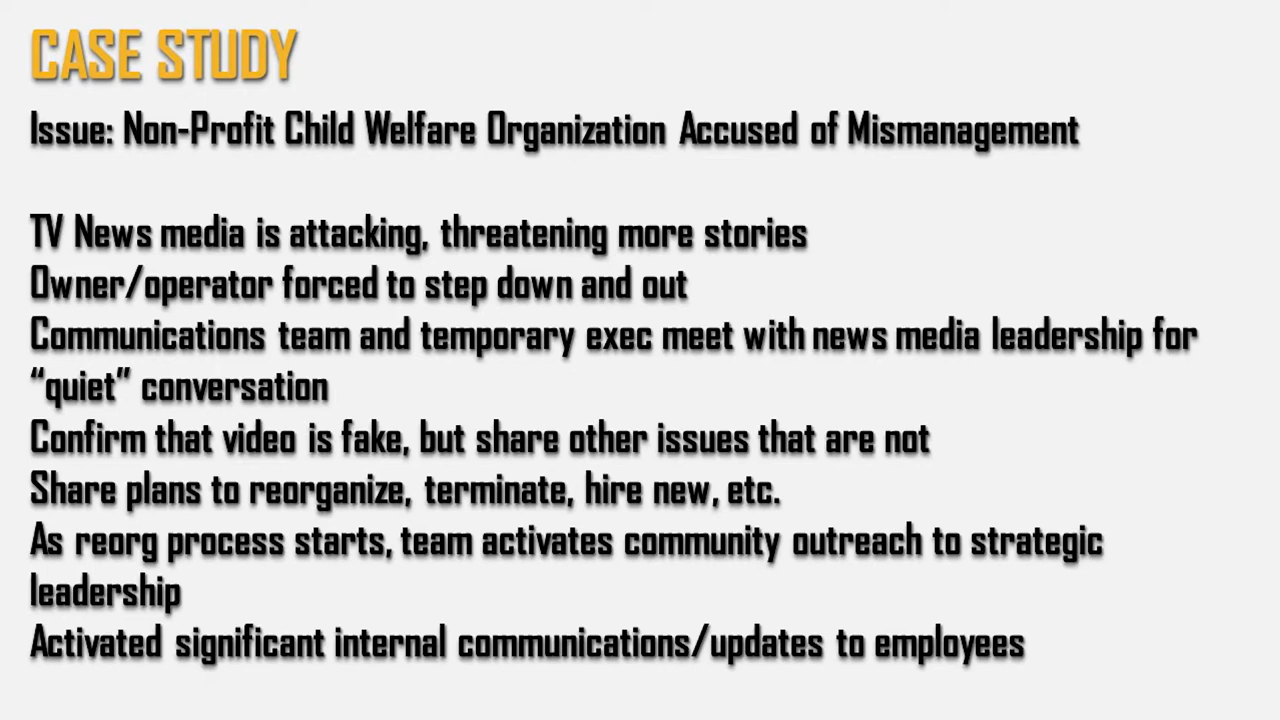 CASE STUDY
Issue: Non-Profit Child Welfare Organization Accused of Mismanagement
TV News media is attacking, threatening more stories
Owner/operator forced to step down and out
Communications team and temporary exec meet with news media leadership for
“quiet” conversation
Confirm that video is fake, but share other issues that are not
Share plans to reorganize, terminate, hire new, etc.
As reorg process starts, team activates community outreach to strategic
leadership
Activated significant internal communications/updates to employees